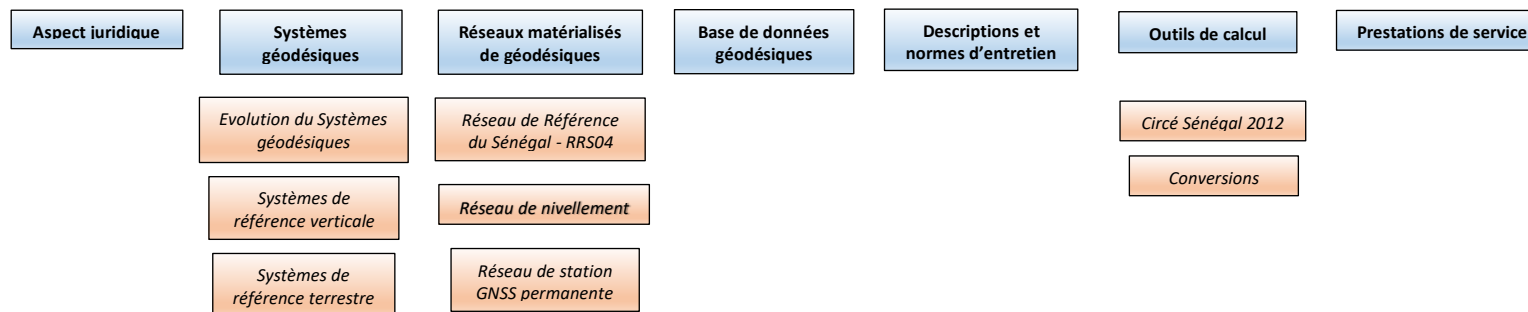 Aspect juridique
Systèmes
géodésiques
Réseaux matérialisés
de géodésiques
Base de données
géodésiques
Descriptions et
normes d'entretien
Outils de calcul
Prestations de service
Evolution du Systèmes
géodésiques
Systèmes de
référence verticale
Systèmes de
référence terrestre
Réseau de Référence
du Sénégal - RRS04
Réseau de nivellement
Réseau de station
GNSS permanente
Circé Sénégal 2012
Conversions